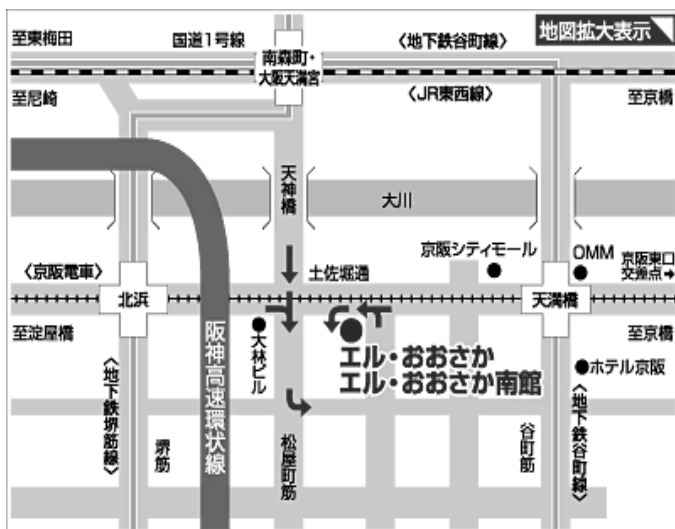 至東梅田
国道1号線
〈地下鉄谷町線〉
地図拡大表示
南森町・
大阪天満宮
至尼崎
〈JR東西線〉
至京橋
天神橋
大川
京阪シティモール
OMM
京阪東口
交差点→
〈京阪電車〉
土佐堀通
北浜
天満橋
至淀屋橋
阪神高速環状線
大林ビル
エル・おおさか
エル・おおさか南館
至京橋
ホテル京阪
〈地下鉄堺筋線〉
堺筋
松屋町筋
谷町筋
〈地下鉄谷町線〉